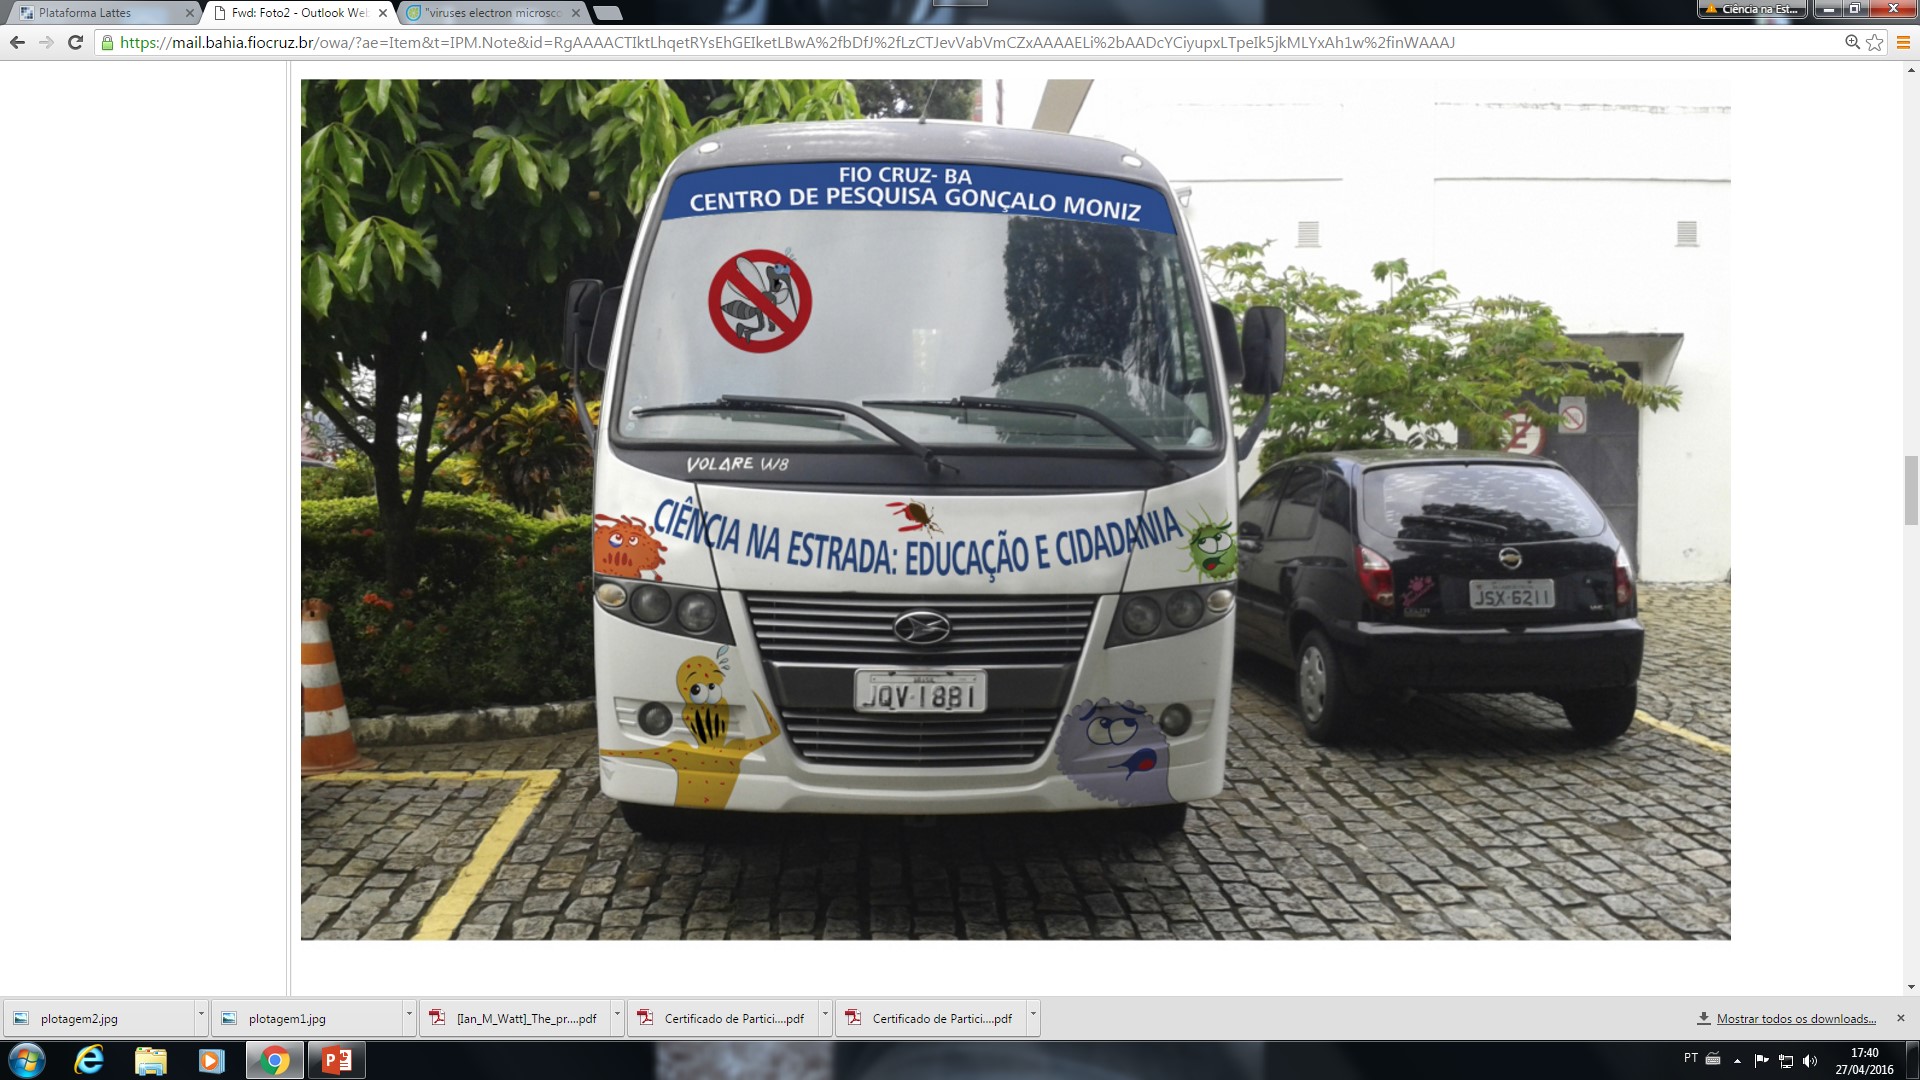 Plataforma Lattes
Fwd: Foto2 - Outlook Web
"viruses electron microsco
Ciência na Est...
https://mail.bahia.fiocruz.br/owa/?ae=Item&t=IPM.Note&id=RgAAAACTIktLhqetRYsEhGEIketLBwA%2fbDfJ%2fLzCTJevVabVmCZxAAAAELi%2bAADcYCiyupxLTpeIk5jkMLYxAh1w%2finWAAAJ
FIO CRUZ- BA
CENTRO DE PESQUISA GONÇALO MONIZ
VOLARE W8
CIÊNCIA NA ESTRADA: EDUCAÇÃO E CIDADANIA
BRASIL
JQV-1881
JSX-6211
plotagem2.jpg
plotagem1.jpg
[Ian_M_Watt]_The_pr....pdf
Certificado de Partici....pdf
Certificado de Partici....pdf
Mostrar todos os downloads...
PT
17:40
27/04/2016